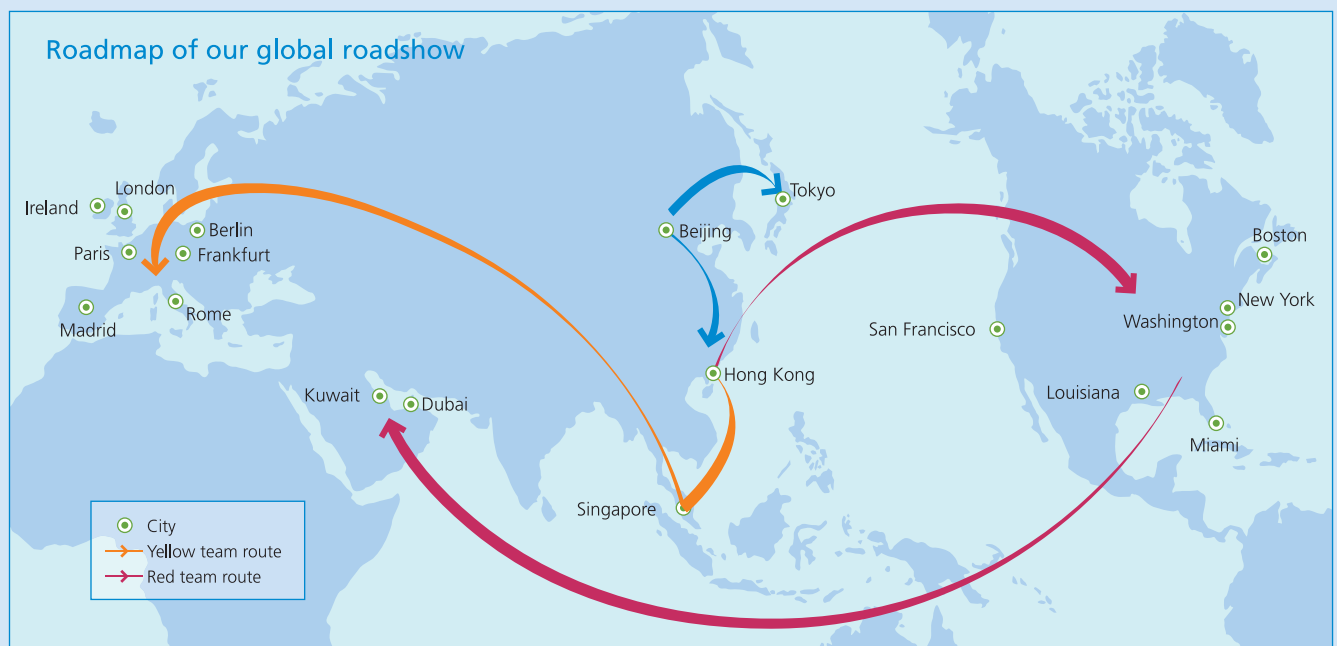 Roadmap of our global roadshow
London
Ireland
Tokyo
Berlin
Beijing
Paris
Frankfurt
Boston
Rome
New York
Madrid
San Francisco
Washington
Hong Kong
Kuwait
Dubai
Louisiana
Miami
Singapore
City
Yellow team route
Red team route